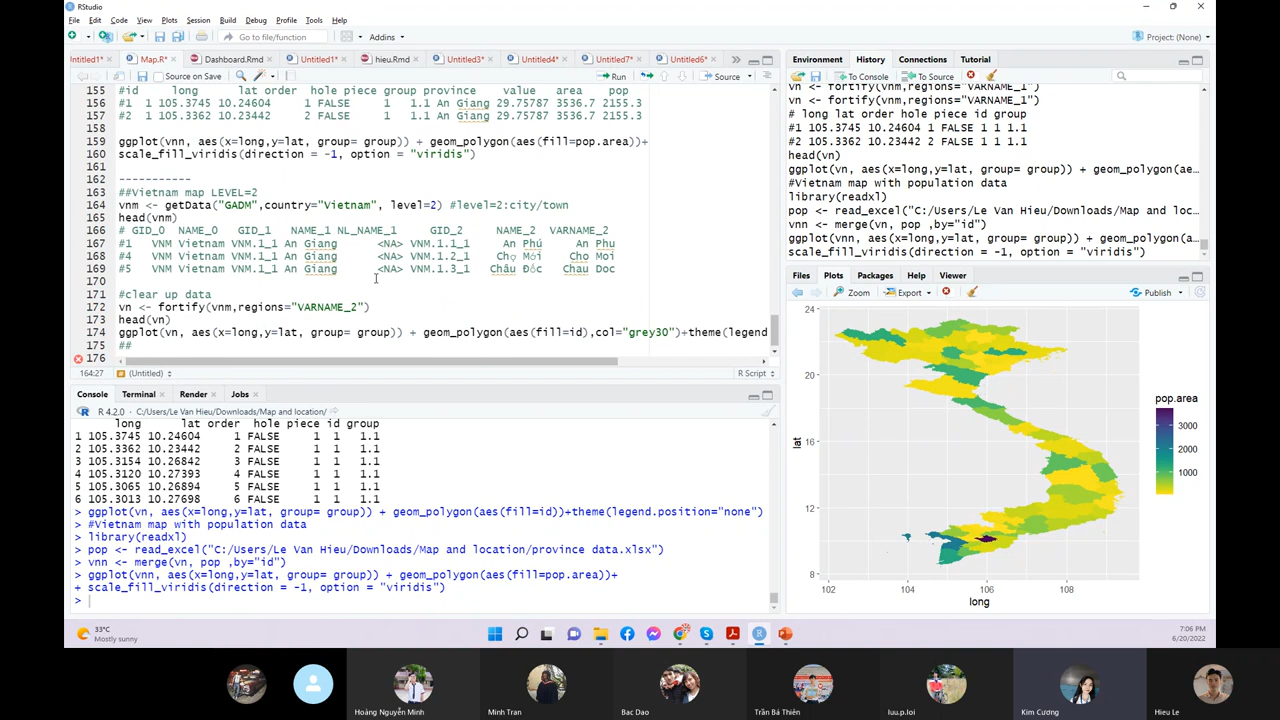 RStudio
File Edit Code View Plots Session Build Debug Profile Tools Help
Go to file/function Addins Project: (None)
Intitled1* Map.R* Dashboard.Rmd Untitled1* hieu.Rmd Untitled3* Untitled4* Untitled7* Untitled6*
Source on Save Run Source
155 #id long lat order hole piece group province value area pop
156 #1 1 105.3745 10.24604 1 FALSE 1 1.1 An Giang 29.75787 3536.7 2155.3
157 #2 1 105.3362 10.23442 2 FALSE 1 1.1 An Giang 29.75787 3536.7 2155.3
158
159 ggplot(vnn, aes(x=long,y=lat, group= group)) + geom_polygon(aes(fill=pop.area))+
160 scale_fill_viridis(direction = -1, option = "viridis")
161
162 -----------
163 ##Vietnam map LEVEL=2
164 vnm <- getData("GADM",country="Vietnam", level=2) #level=2:city/town
165 head(vnm)
166 # GID_0 NAME_0 GID_1 NAME_1 NL_NAME_1 GID_2 NAME_2 VARNAME_2
167 #1 VNM Vietnam VNM.1_1 An Giang <NA> VNM.1.1_1 An Phú An Phu
168 #4 VNM Vietnam VNM.1_1 An Giang <NA> VNM.1.2_1 Chợ Mới Cho Moi
169 #5 VNM Vietnam VNM.1_1 An Giang <NA> VNM.1.3_1 Châu Đốc Chau Doc
170
171 #clear up data
172 vn <- fortify(vnm,regions="VARNAME_2")
173 head(vn)
174 ggplot(vn, aes(x=long,y=lat, group= group)) + geom_polygon(aes(fill=id),col="grey30")+theme(legend
175 ##
176
164:27 (Untitled) R Script
Console Terminal Render Jobs
R 4.2.0 · C:/Users/Le Van Hieu/Downloads/Map and location/
long lat order hole piece id group
1 105.3745 10.24604 1 FALSE 1 1 1.1
2 105.3362 10.23442 2 FALSE 1 1 1.1
3 105.3154 10.26842 3 FALSE 1 1 1.1
4 105.3120 10.27393 4 FALSE 1 1 1.1
5 105.3065 10.26894 5 FALSE 1 1 1.1
6 105.3013 10.27698 6 FALSE 1 1 1.1
> ggplot(vn, aes(x=long,y=lat, group= group)) + geom_polygon(aes(fill=id))+theme(legend.position="none")
> #Vietnam map with population data
> library(readxl)
> pop <- read_excel("C:/Users/Le Van Hieu/Downloads/Map and location/province data.xlsx")
> vnn <- merge(vn, pop ,by="id")
> ggplot(vnn, aes(x=long,y=lat, group= group)) + geom_polygon(aes(fill=pop.area))+
+ scale_fill_viridis(direction = -1, option = "viridis")
>
Environment History Connections Tutorial
To Console To Source
vn <- fortify(vnm,regions="VARNAME_1")
vn <- fortify(vnm,regions="VARNAME_1")
# long lat order hole piece id group
#1 105.3745 10.24604 1 FALSE 1 1 1.1
#2 105.3362 10.23442 2 FALSE 1 1 1.1
head(vn)
ggplot(vn, aes(x=long,y=lat, group= group)) + geom_polygon(ae…
#Vietnam map with population data
library(readxl)
pop <- read_excel("C:/Users/Le Van Hieu/Downloads/Map and loc…
vnn <- merge(vn, pop ,by="id")
ggplot(vnn, aes(x=long,y=lat, group= group)) + geom_polygon(a…
scale_fill_viridis(direction = -1, option = "viridis")
Files Plots Packages Help Viewer
Zoom Export Publish
24
20
16
12
8
lat
102 104 106 108
long
pop.area
3000
2000
1000
33°C
Mostly sunny
7:06 PM
6/20/2022
Hoàng Nguyễn Minh
Minh Tran
Bac Dao
Trần Bá Thiên
luu.p.loi
Kim Cương
Hieu Le